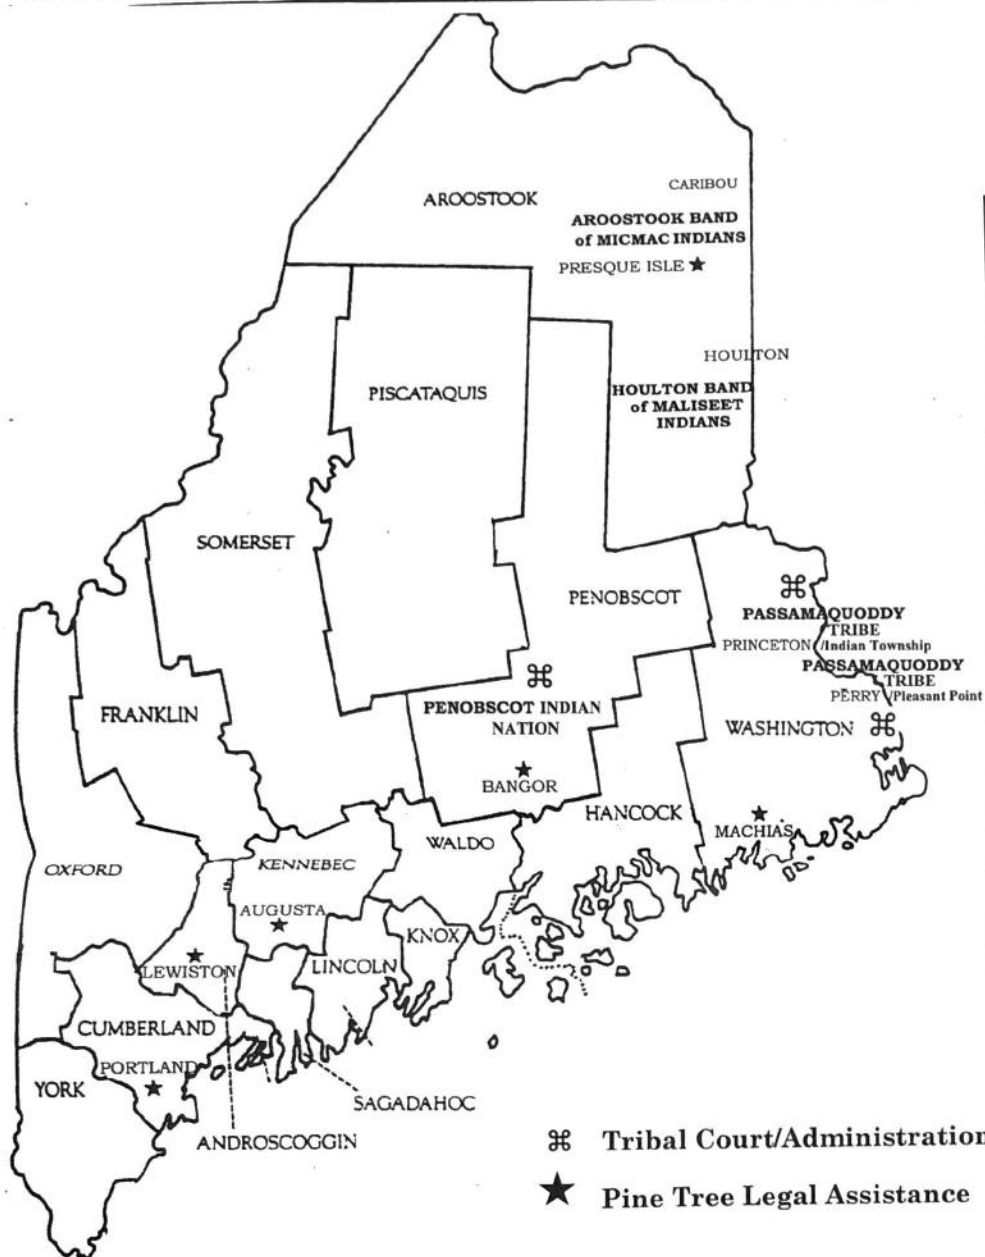 CARIBOU
AROOSTOOK
AROOSTOOK BAND
of MICMAC INDIANS
PRESQUE ISLE ★
HOULTON
PISCATAQUIS
HOULTON BAND
of MALISEET
INDIANS
SOMERSET
PENOBSCOT
⌘
PASSAMAQUODDY
TRIBE
PRINCETON /Indian Township
PASSAMAQUODDY
TRIBE
PERRY /Pleasant Point
⌘
PENOBSCOT INDIAN
NATION
FRANKLIN
WASHINGTON ⌘
★
BANGOR
HANCOCK
★
MACHIAS
WALDO
OXFORD
KENNEBEC
AUGUSTA
★
KNOX
★
LEWISTON
LINCOLN
CUMBERLAND
PORTLAND
★
YORK
SAGADAHOC
ANDROSCOGGIN
⌘ Tribal Court/Administration
★ Pine Tree Legal Assistance